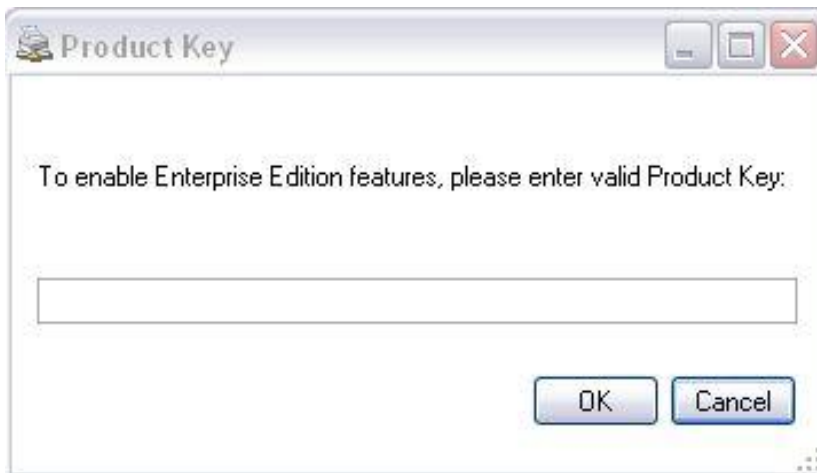 Product Key
To enable Enterprise Edition features, please enter valid Product Key:
OK
Cancel